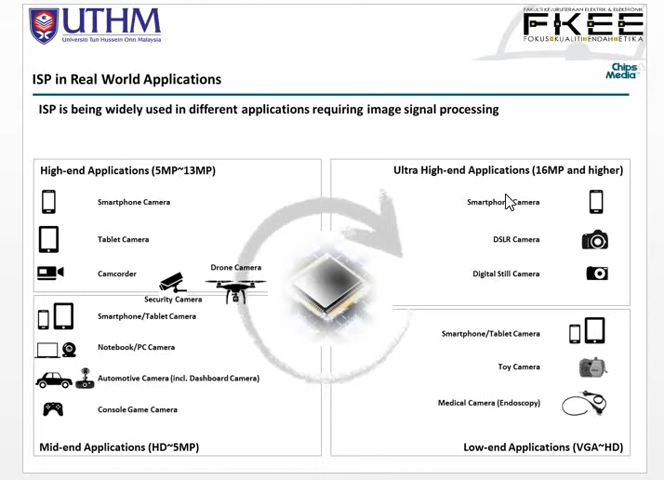 UTHM
Universiti Tun Hussein Onn Malaysia
FAKULTI KEJURUTERAAN ELEKTRIK & ELEKTRONIK
FKEE
FOKUS KUALITI ENDAH ETIKA
Chips
Media
ISP in Real World Applications
ISP is being widely used in different applications requiring image signal processing
High-end Applications (5MP~13MP)
Smartphone Camera
Tablet Camera
Camcorder
Drone Camera
Security Camera
Ultra High-end Applications (16MP and higher)
Smartphone Camera
DSLR Camera
Digital Still Camera
Smartphone/Tablet Camera
Notebook/PC Camera
Automotive Camera (incl. Dashboard Camera)
Console Game Camera
Mid-end Applications (HD~5MP)
Smartphone/Tablet Camera
Toy Camera
Medical Camera (Endoscopy)
Low-end Applications (VGA~HD)